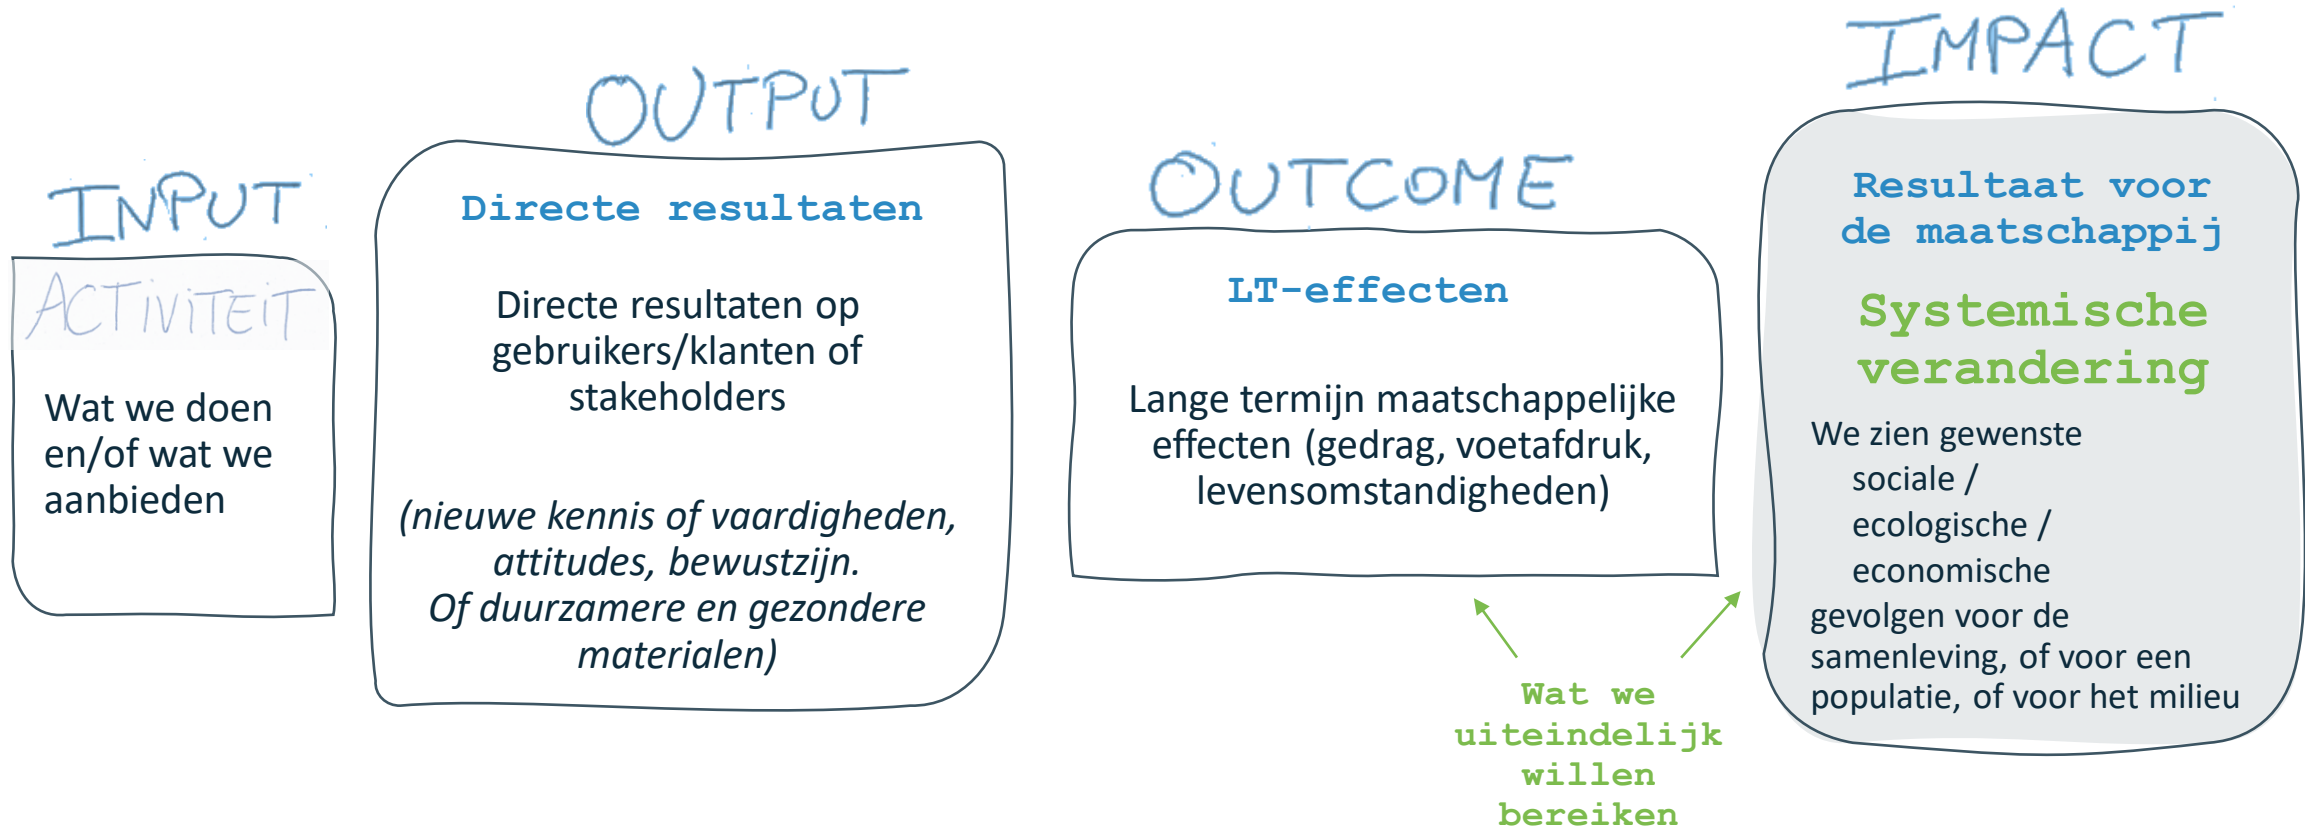 INPUT
ACTIVITEIT
Wat we doen
en/of wat we
aanbieden
OUTPUT
Directe resultaten
Directe resultaten op
gebruikers/klanten of
stakeholders
(nieuwe kennis of vaardigheden,
attitudes, bewustzijn.
Of duurzamere en gezondere
materialen)
OUTCOME
LT-effecten
Lange termijn maatschappelijke
effecten (gedrag, voetafdruk,
levensomstandigheden)
Wat we
uiteindelijk
willen
bereiken
IMPACT
Resultaat voor
de maatschappij
Systemische
verandering
We zien gewenste
sociale /
ecologische /
economische
gevolgen voor de
samenleving, of voor een
populatie, of voor het milieu